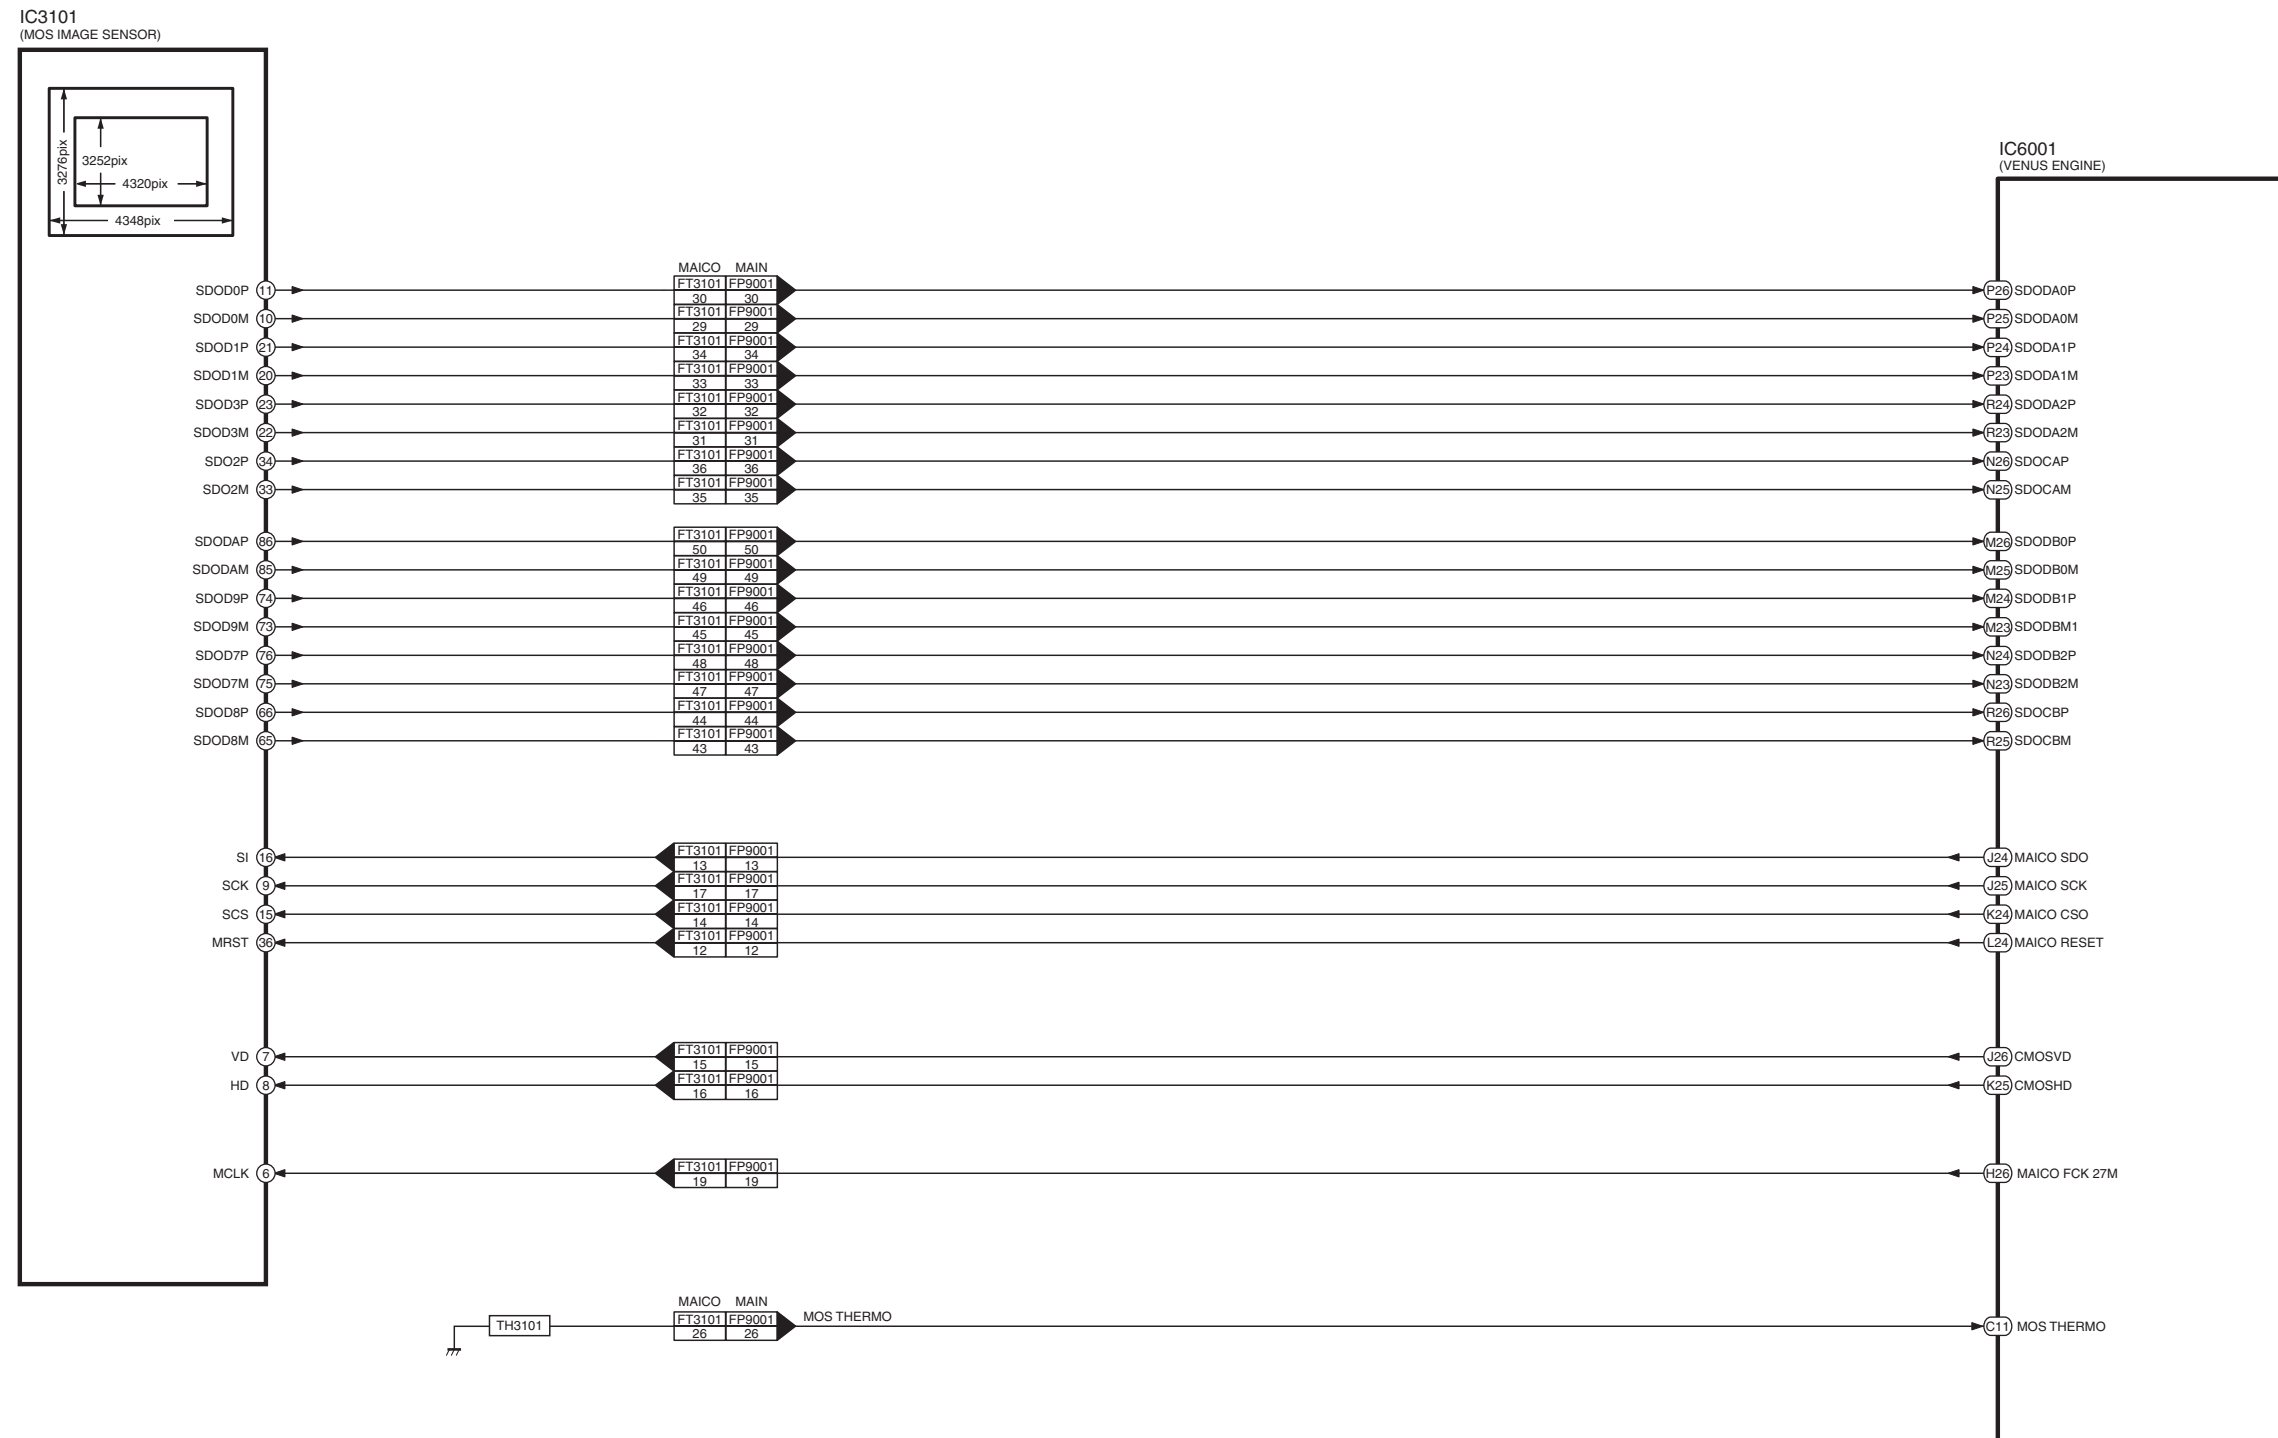 IC3101
(MOS IMAGE SENSOR)
3276pix
3252pix
4320pix
4348pix
IC6001
(VENUS ENGINE)
MAICO MAIN
FT3101 FP9001
SDOD0P 11 30 30 P26 SDODA0P
FT3101 FP9001
SDOD0M 10 29 29 P25 SDODA0M
FT3101 FP9001
SDOD1P 21 34 34 P24 SDODA1P
FT3101 FP9001
SDOD1M 20 33 33 P23 SDODA1M
FT3101 FP9001
SDOD3P 23 32 32 R24 SDODA2P
FT3101 FP9001
SDOD3M 22 31 31 R23 SDODA2M
FT3101 FP9001
SDO2P 34 36 36 N26 SDOCAP
FT3101 FP9001
SDO2M 33 35 35 N25 SDOCAM
FT3101 FP9001
SDODAP 86 50 50 M26 SDODB0P
FT3101 FP9001
SDODAM 85 49 49 M25 SDODB0M
FT3101 FP9001
SDOD9P 74 46 46 M24 SDODB1P
FT3101 FP9001
SDOD9M 73 45 45 M23 SDODBM1
FT3101 FP9001
SDOD7P 76 48 48 N24 SDODB2P
FT3101 FP9001
SDOD7M 75 47 47 N23 SDODB2M
FT3101 FP9001
SDOD8P 66 44 44 R26 SDOCBP
FT3101 FP9001
SDOD8M 65 43 43 R25 SDOCBM
FT3101 FP9001
SI 16 13 13 J24 MAICO SDO
FT3101 FP9001
SCK 9 17 17 J25 MAICO SCK
FT3101 FP9001
SCS 15 14 14 K24 MAICO CSO
FT3101 FP9001
MRST 36 12 12 L24 MAICO RESET
FT3101 FP9001
VD 7 15 15 J26 CMOSVD
FT3101 FP9001
HD 8 16 16 K25 CMOSHD
FT3101 FP9001
MCLK 6 19 19 H26 MAICO FCK 27M
MAICO MAIN
FT3101 FP9001 MOS THERMO
TH3101 26 26 C11 MOS THERMO